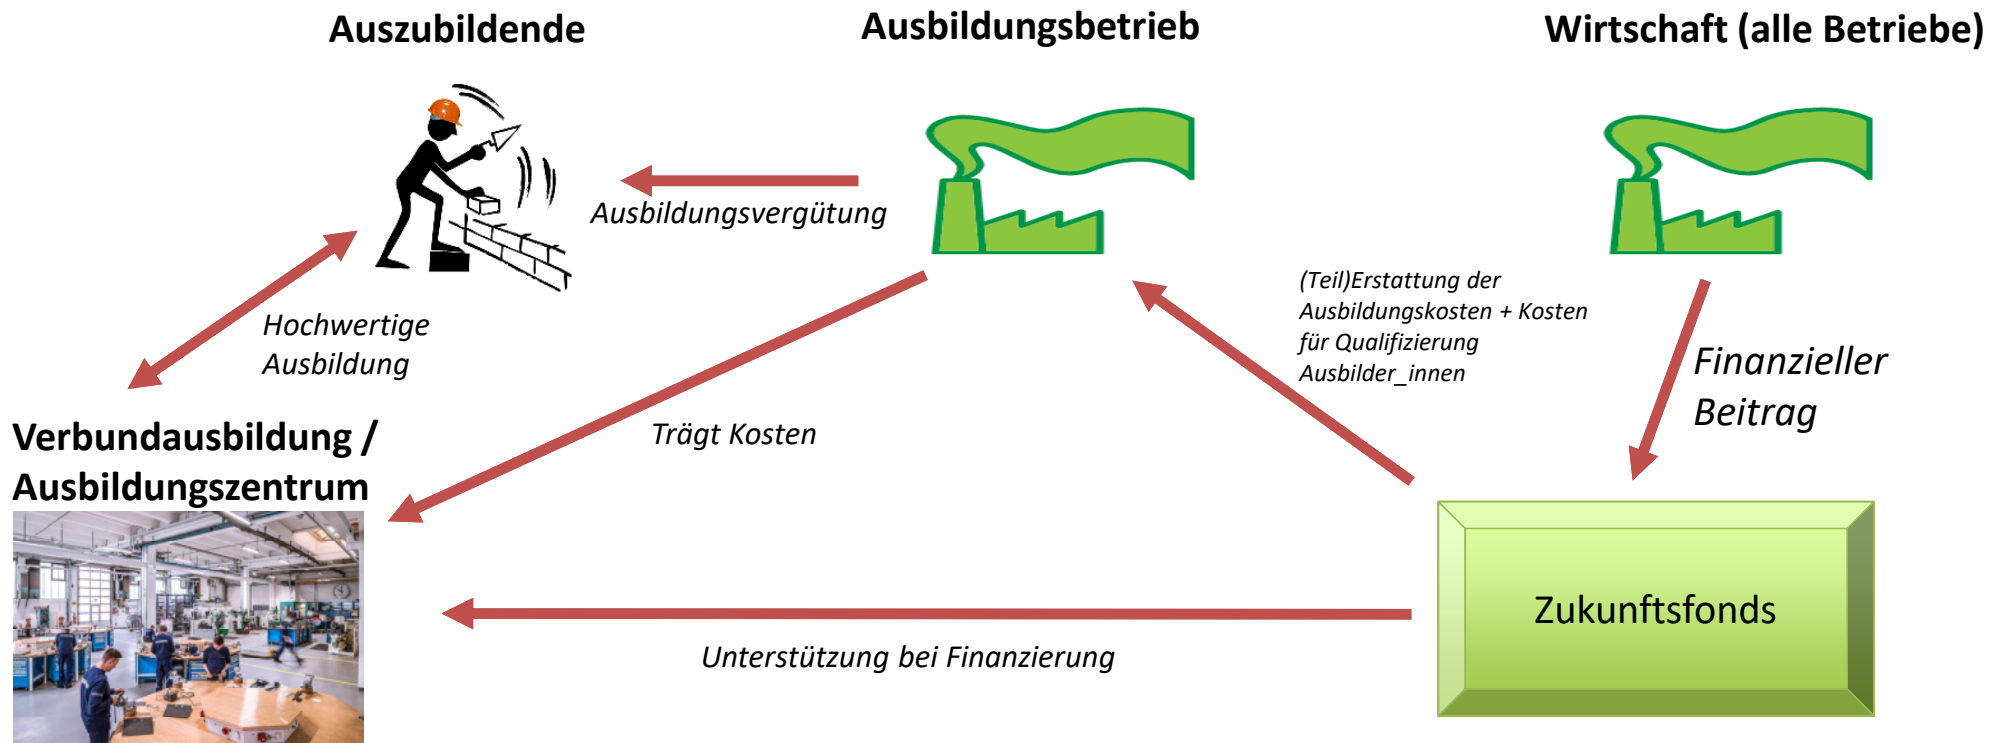 Auszubildende
Ausbildungsbetrieb
Wirtschaft (alle Betriebe)
Ausbildungsvergütung
(Teil)Erstattung der
Ausbildungskosten + Kosten
für Qualifizierung
Ausbilder_innen
Hochwertige
Ausbildung
Finanzieller
Beitrag
Trägt Kosten
Verbundausbildung /
Ausbildungszentrum
Zukunftsfonds
Unterstützung bei Finanzierung